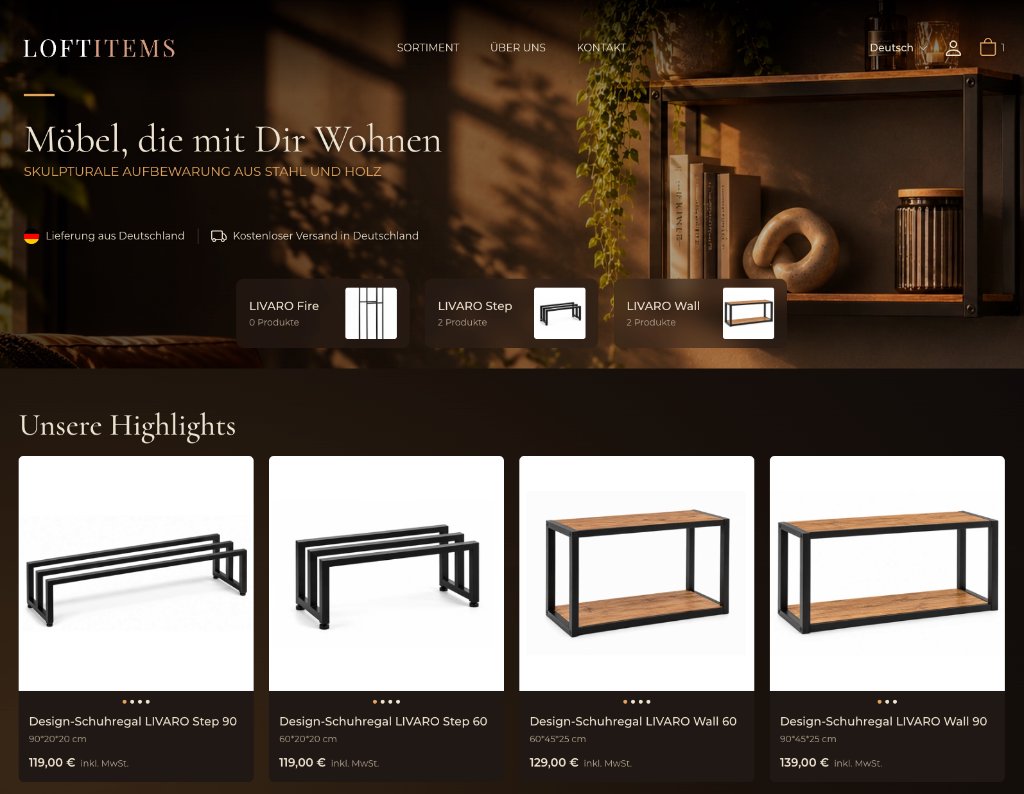 LOFTITEMS
SORTIMENT ÜBER UNS KONTAKT
Deutsch
1
Möbel, die mit Dir Wohnen
SKULPTURALE AUFBEWARUNG AUS STAHL UND HOLZ
Lieferung aus Deutschland
Kostenloser Versand in Deutschland
LIVARO Fire
0 Produkte
LIVARO Step
2 Produkte
LIVARO Wall
2 Produkte
Unsere Highlights
Design-Schuhregal LIVARO Step 90
90*20*20 cm
119,00 € inkl. MwSt.
Design-Schuhregal LIVARO Step 60
60*20*20 cm
119,00 € inkl. MwSt.
Design-Schuhregal LIVARO Wall 60
60*45*25 cm
129,00 € inkl. MwSt.
Design-Schuhregal LIVARO Wall 90
90*45*25 cm
139,00 € inkl. MwSt.